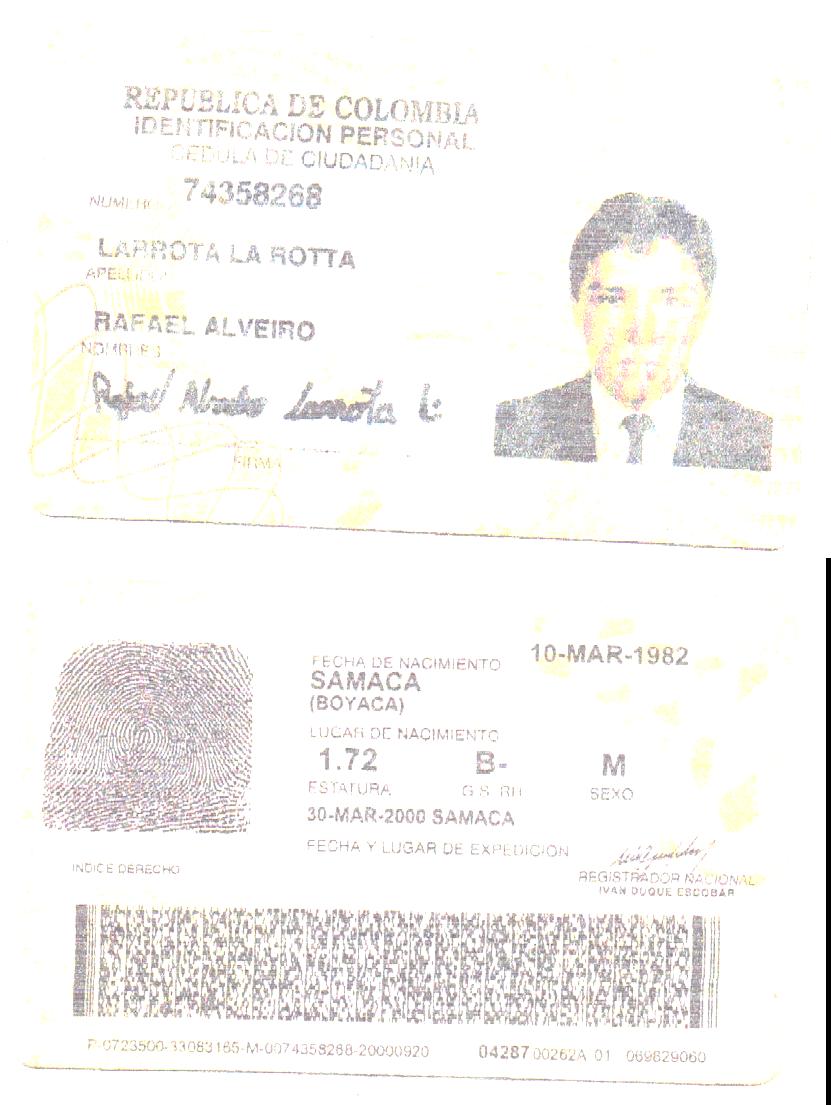 REPUBLICA DE COLOMBIA
IDENTIFICACION PERSONAL
CEDULA DE CIUDADANIA
NUMERO 74358268
LARROTA LA ROTTA
APELLIDOS
RAFAEL ALVEIRO
NOMBRES
Rafael Alveiro Larrota L:
FIRMA
FECHA DE NACIMIENTO 10-MAR-1982
SAMACA
(BOYACA)
LUGAR DE NACIMIENTO
1.72 B- M
ESTATURA G.S. RH SEXO
30-MAR-2000 SAMACA
FECHA Y LUGAR DE EXPEDICION
INDICE DERECHO
REGISTRADOR NACIONAL
IVAN DUQUE ESCOBAR
P-0723500-33083165-M-0074358268-20000920 04287 00262A 01 069829060